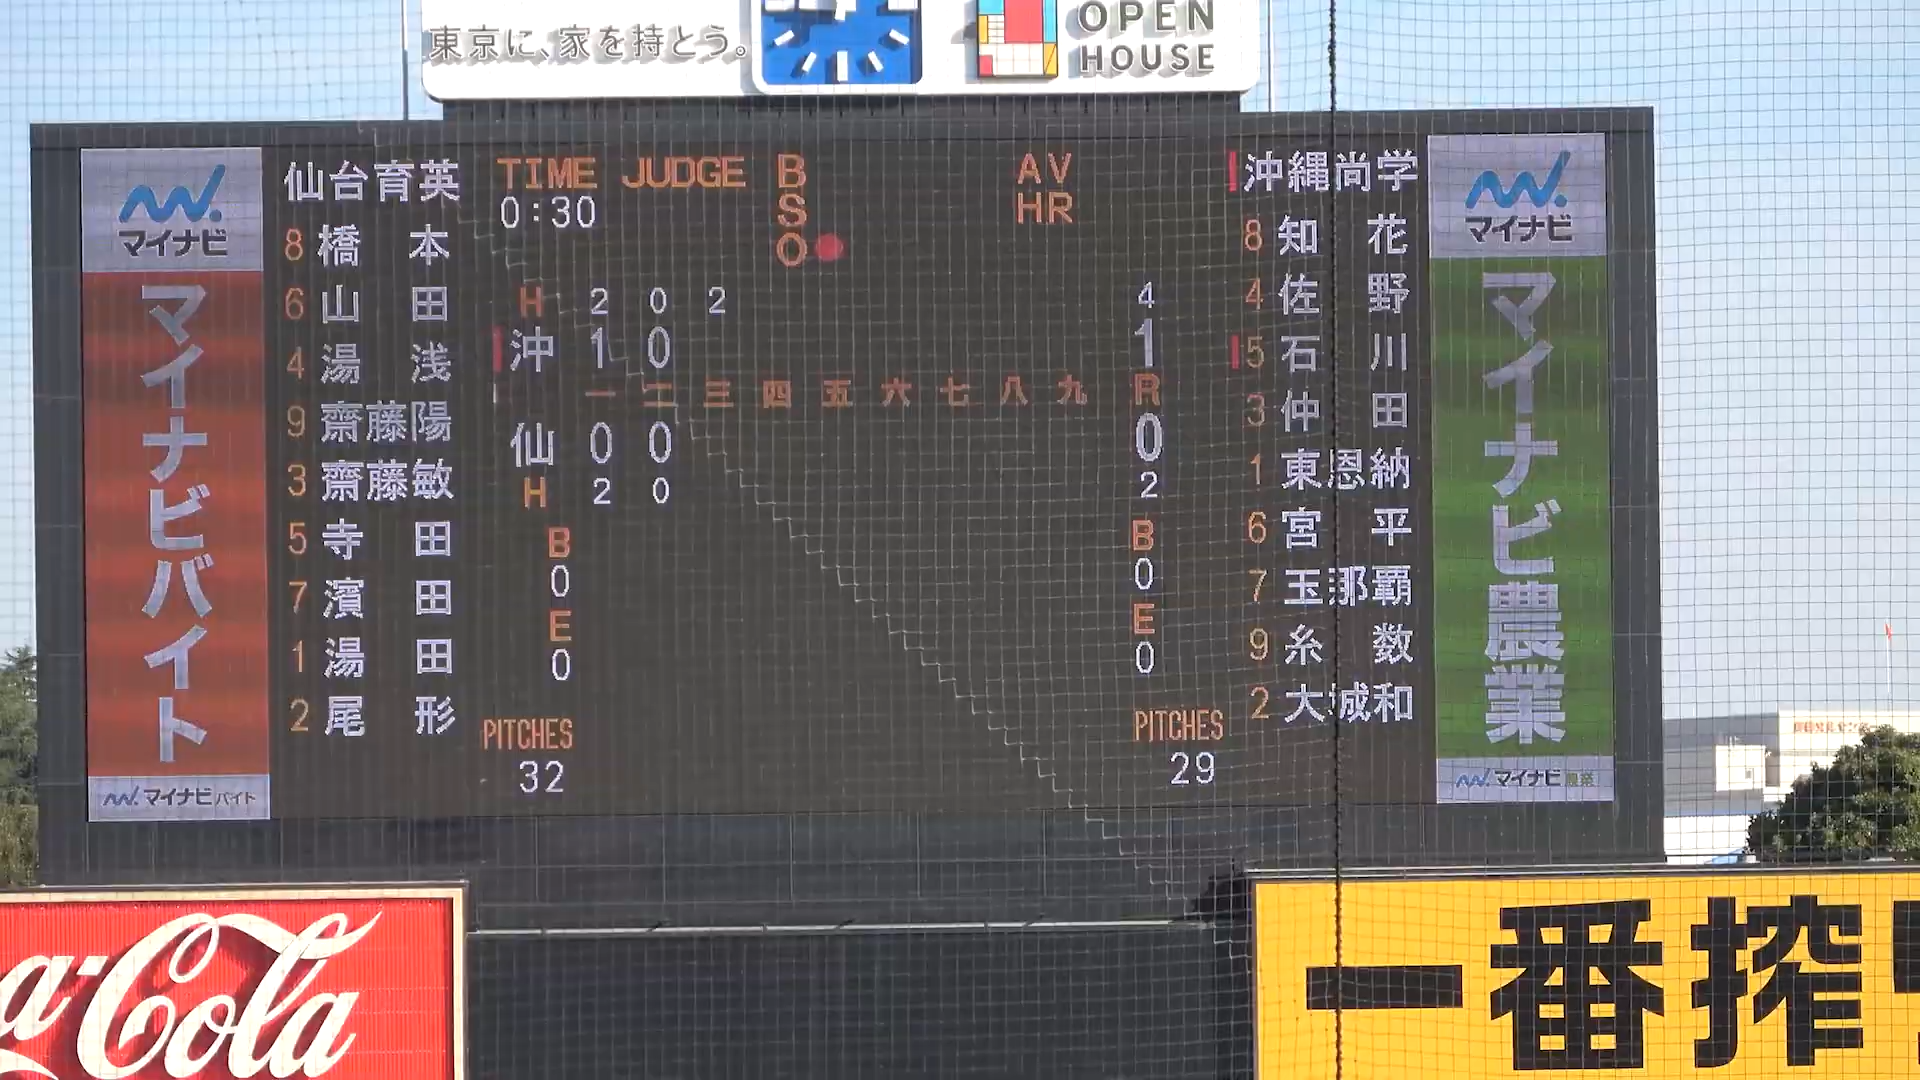 東京に、家を持とう。
OPEN
HOUSE
マイナビ
マイナビバイト
マイナビ バイト
仙台育英
8 橋本
6 山田
4 湯浅
9 齋藤陽
3 齋藤敏
5 寺田
7 濱田
1 湯田
2 尾形
TIME JUDGE
0:30
B
S
O
AV
HR
H 2 0 2 4
沖 1 0 1
一 二 三 四 五 六 七 八 九 R
仙 0 0 0
H 2 0 2
B
0
E
0
PITCHES
32
B
0
E
0
PITCHES
29
沖縄尚学
8 知花
4 佐野
5 石川
3 仲田
1 東恩納
6 宮平
7 玉那覇
9 糸数
2 大城和
マイナビ
マイナビ農業
マイナビ 農業
a-Cola
一番搾